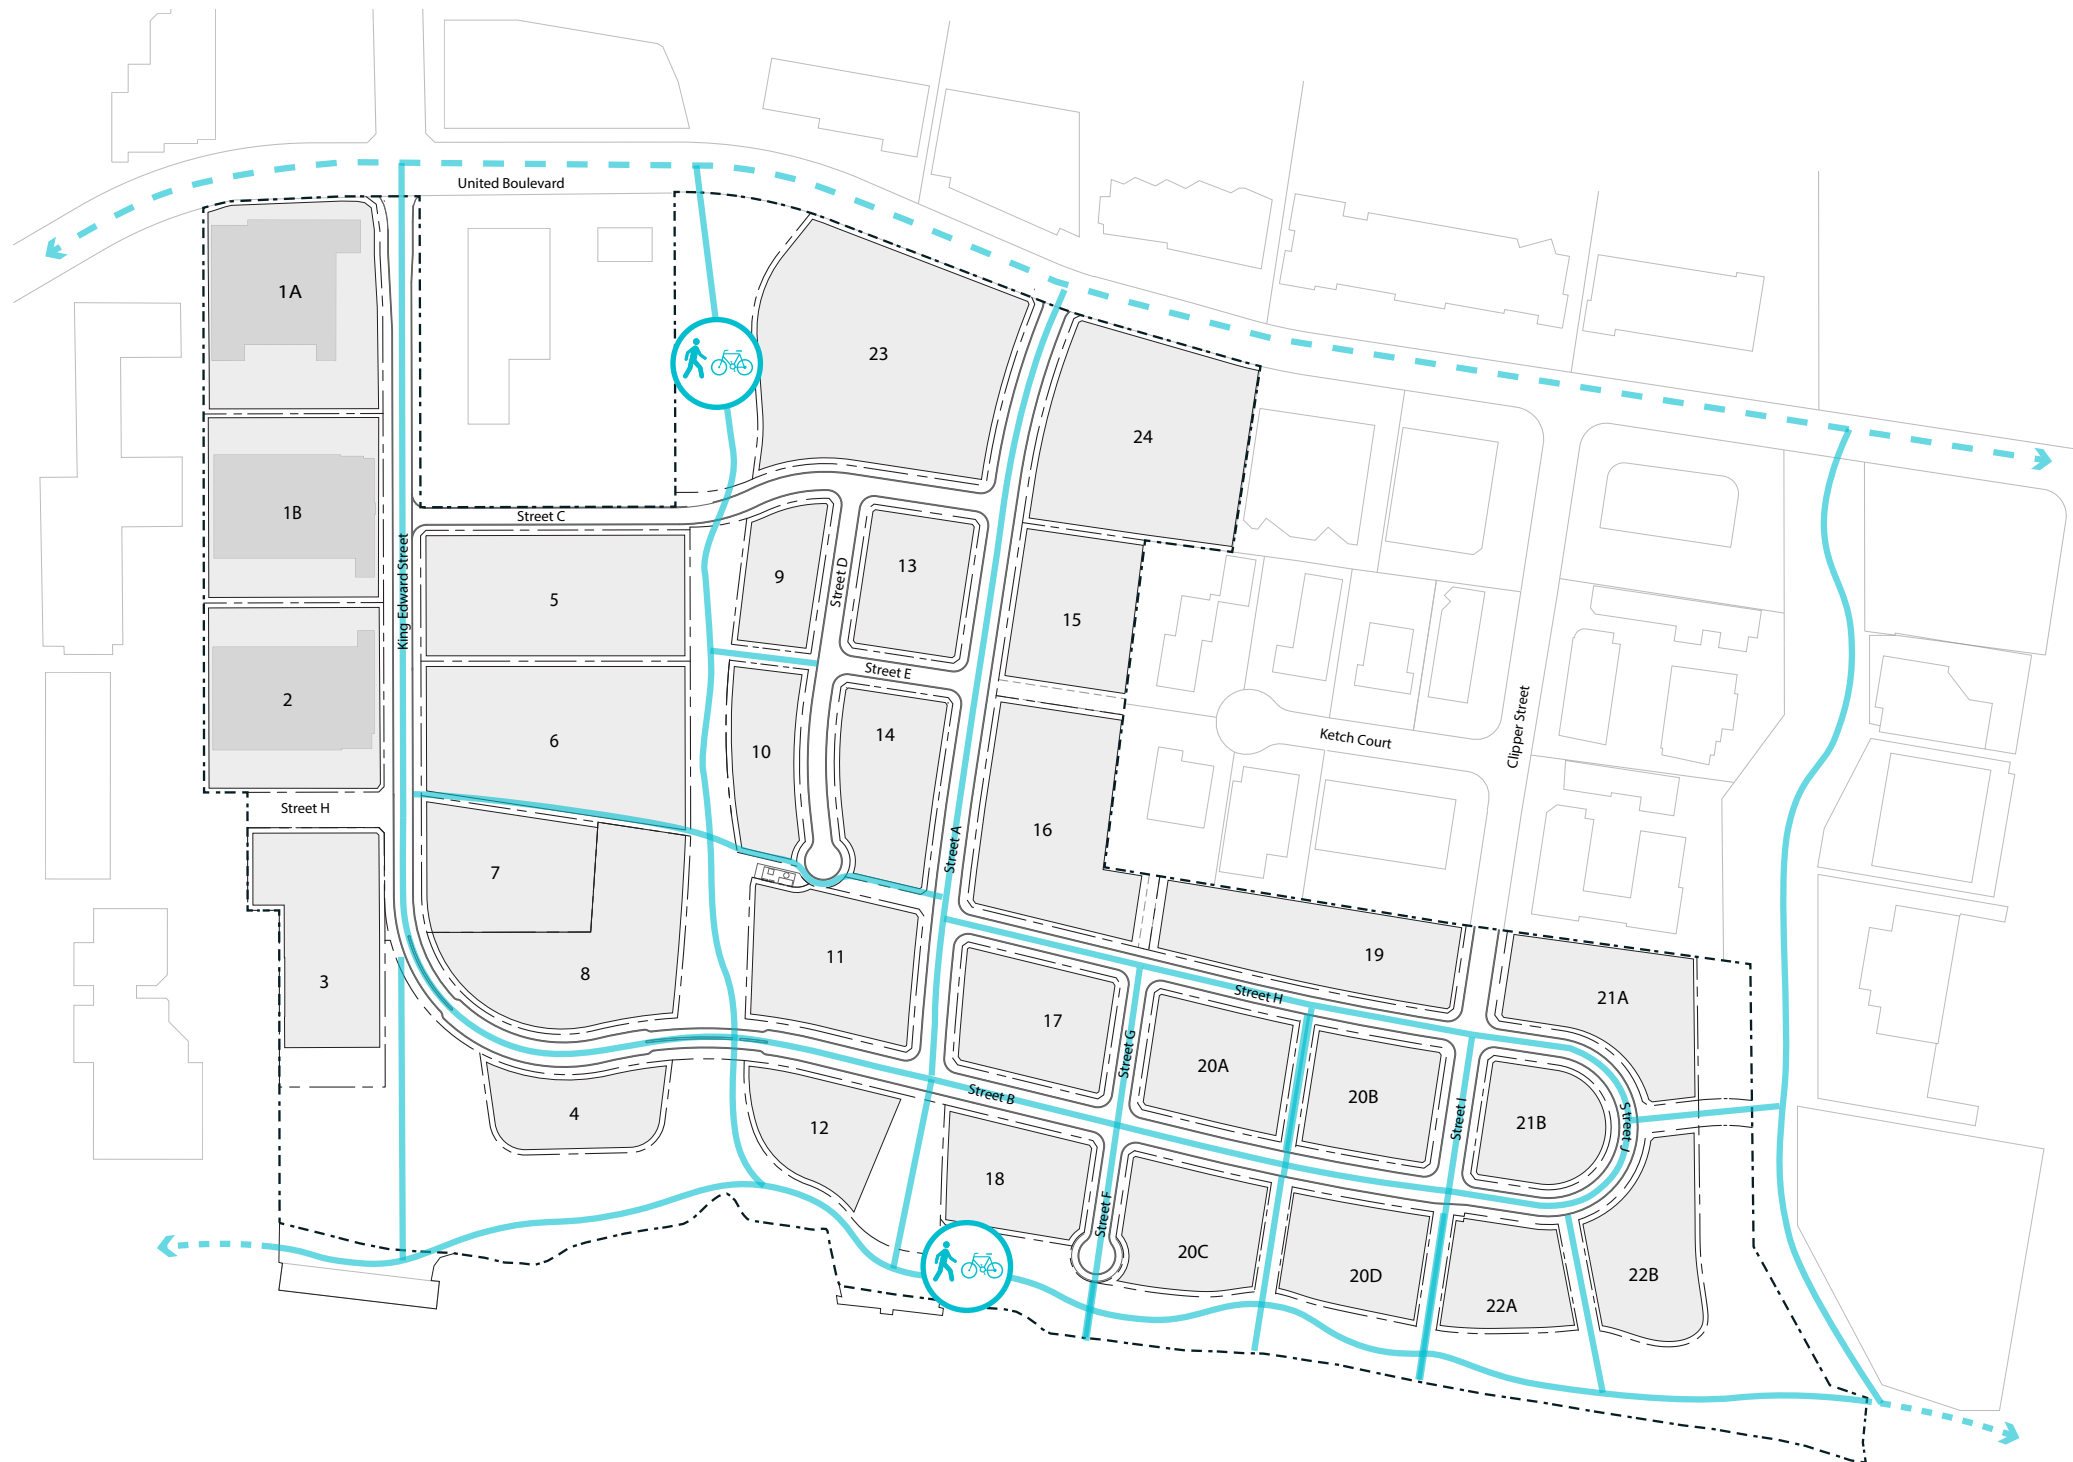 United Boulevard
1A
23
24
1B
Street C
King Edward Street
5
9
Street D
13
15
Street E
2
6
10
14
Ketch Court
Clipper Street
Street H
7
16
Street A
3
8
11
19
17
Street H
21A
Street G
20A
20B
Street B
4
12
Street I
21B
Street J
18
Street F
20C
20D
22A
22B